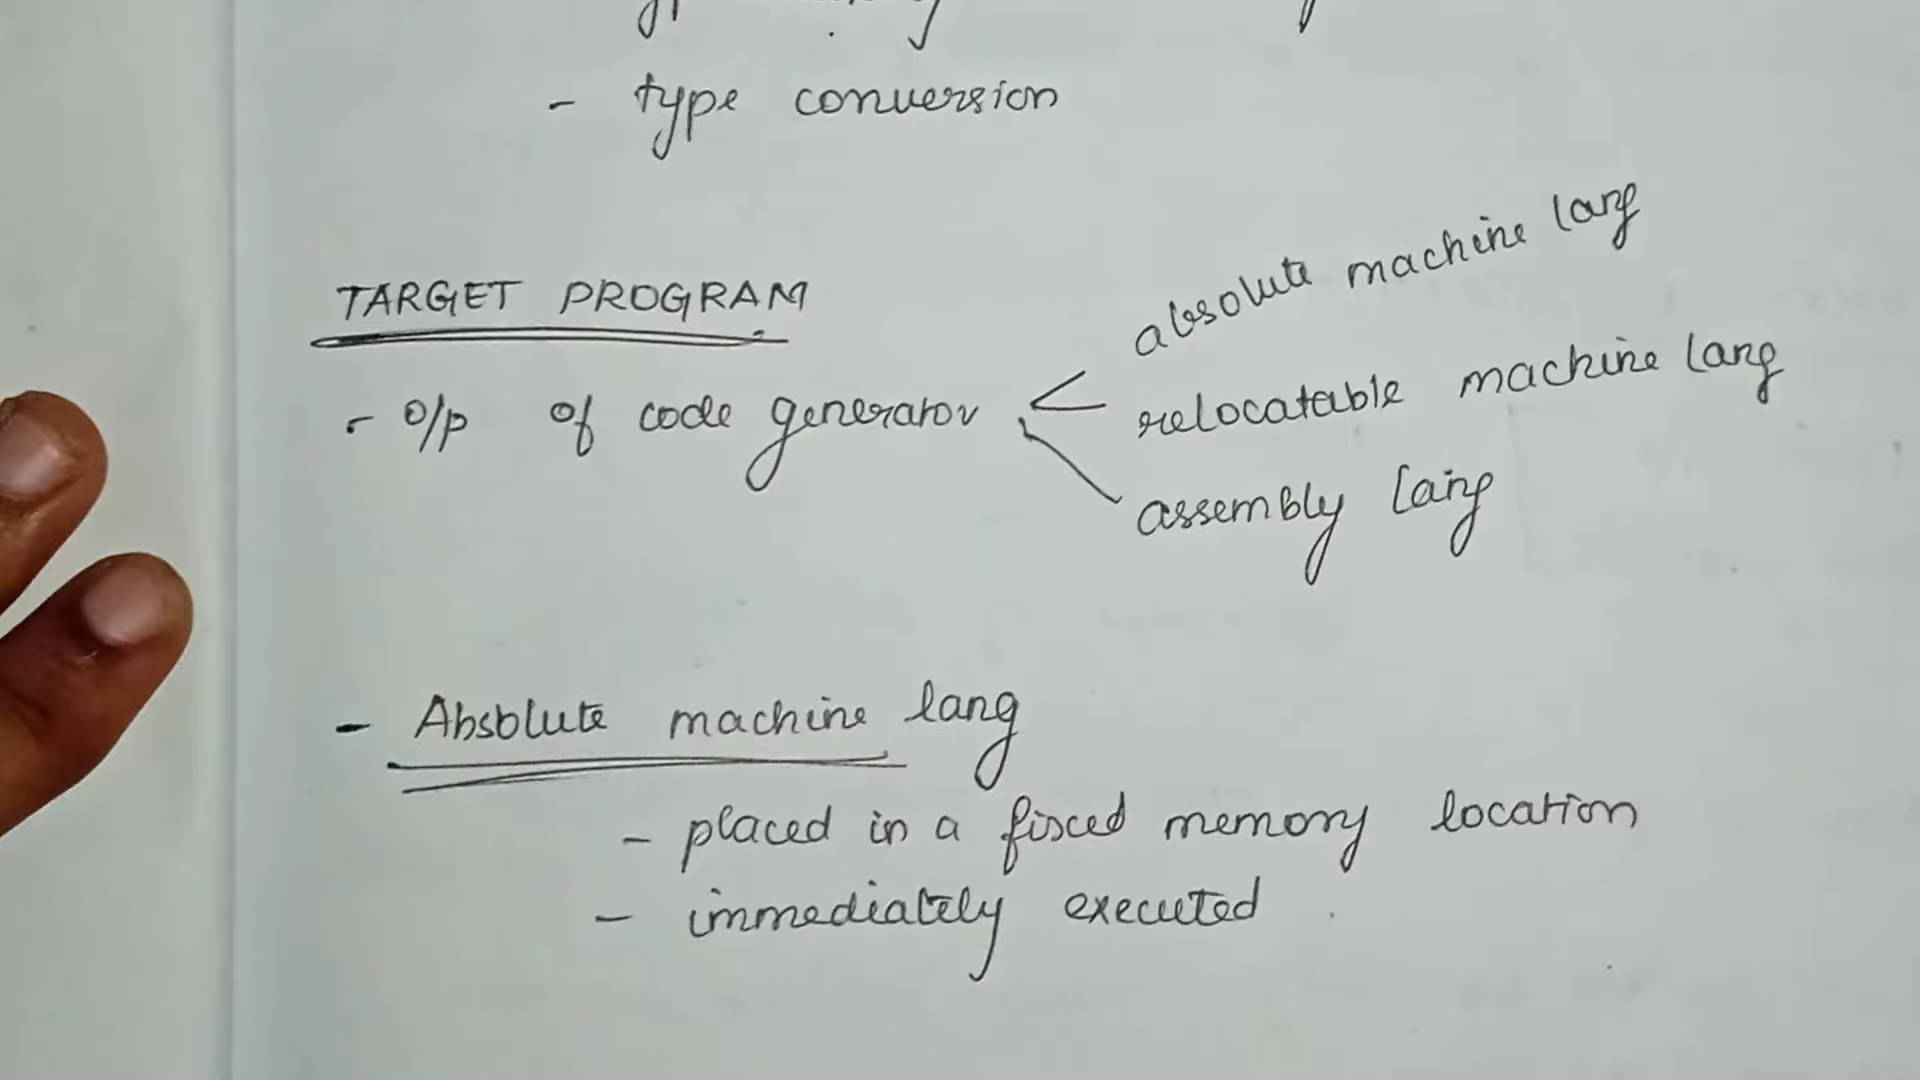 - type conversion
TARGET PROGRAM
absolute machine lang
- o/p of code generator
relocatable machine lang
assembly lang
- Absolute machine lang
- placed in a fixed memory location
- immediately executed